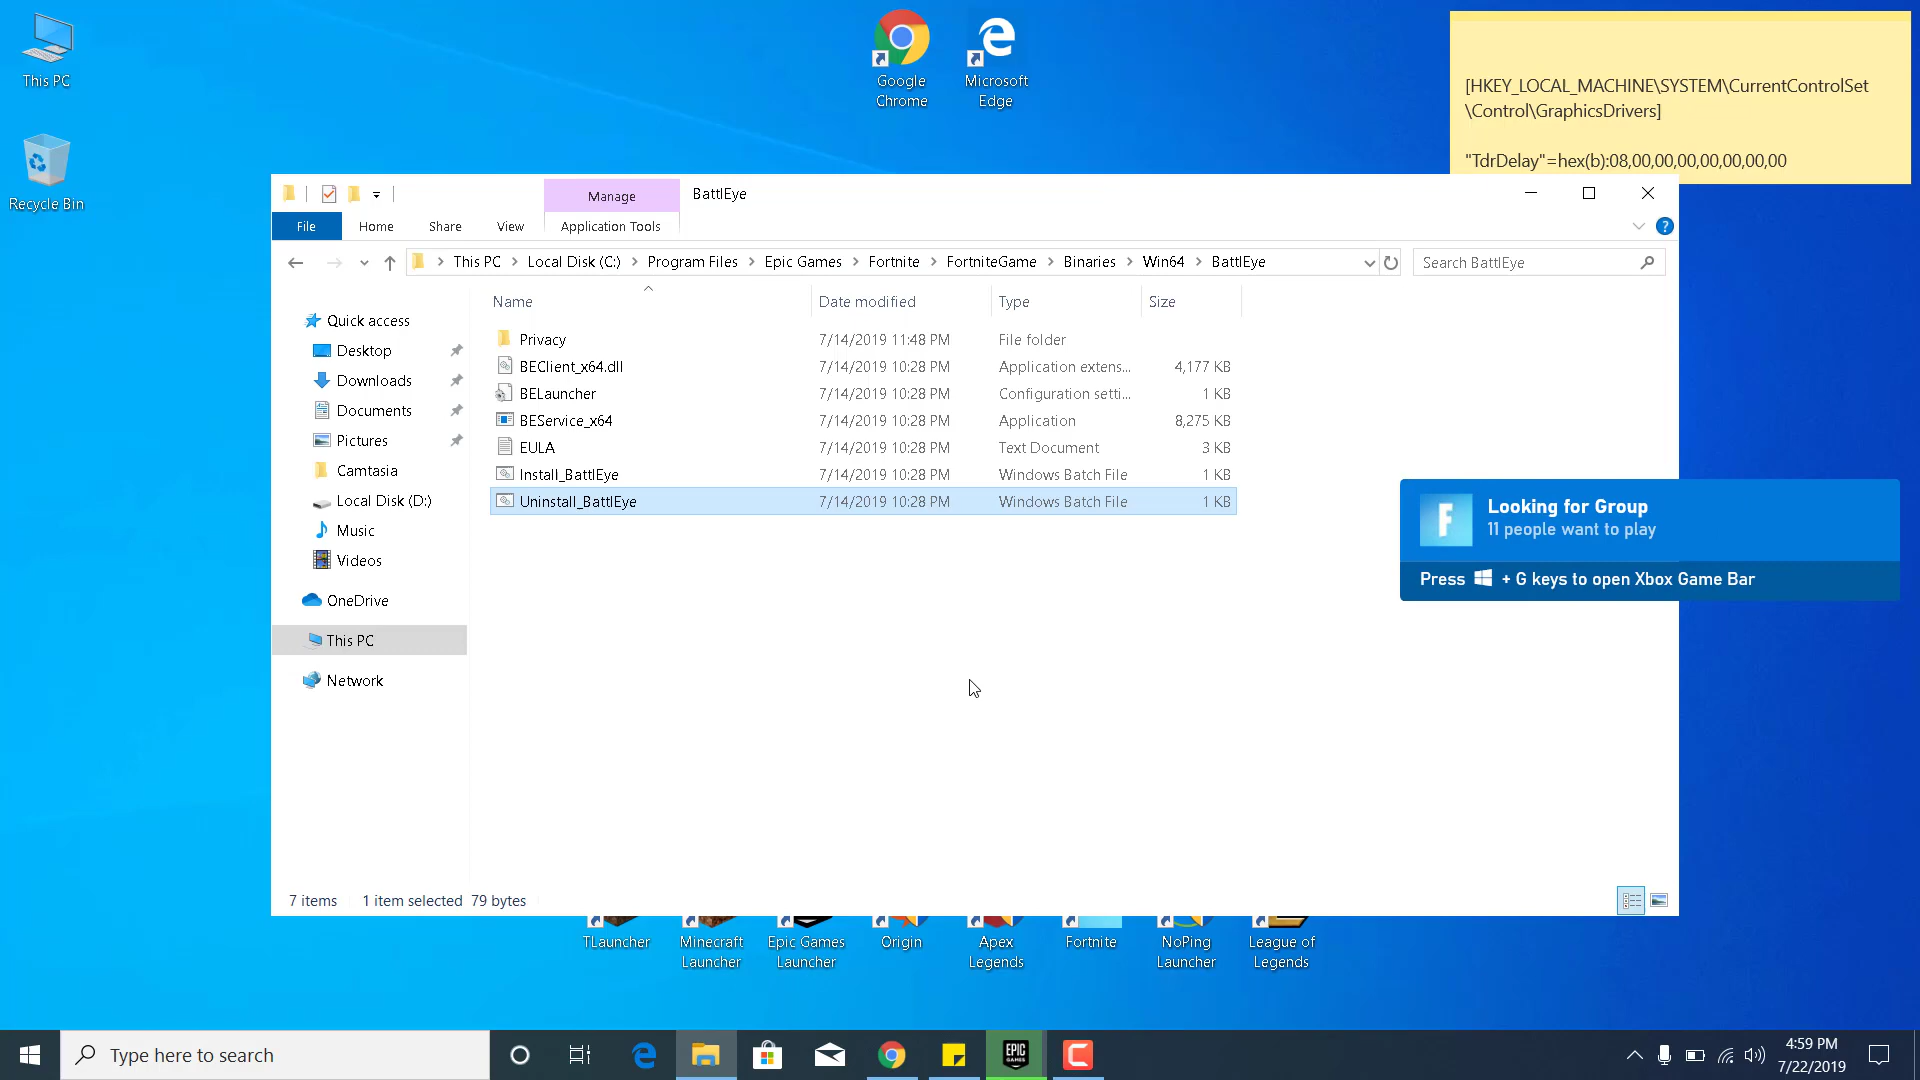 This PC
Recycle Bin
Google
Chrome
Microsoft
Edge
[HKEY_LOCAL_MACHINE\SYSTEM\CurrentControlSet
\Control\GraphicsDrivers]
"TdrDelay"=hex(b):08,00,00,00,00,00,00,00
Manage
BattlEye
File
Home
Share
View
Application Tools
This PC
Local Disk (C:)
Program Files
Epic Games
Fortnite
FortniteGame
Binaries
Win64
BattlEye
Search BattlEye
Name
Date modified
Type
Size
Quick access
Desktop
Downloads
Documents
Pictures
Camtasia
Local Disk (D:)
Music
Videos
OneDrive
This PC
Network
Privacy 7/14/2019 11:48 PM File folder
BEClient_x64.dll 7/14/2019 10:28 PM Application extens... 4,177 KB
BELauncher 7/14/2019 10:28 PM Configuration setti... 1 KB
BEService_x64 7/14/2019 10:28 PM Application 8,275 KB
EULA 7/14/2019 10:28 PM Text Document 3 KB
Install_BattlEye 7/14/2019 10:28 PM Windows Batch File 1 KB
Uninstall_BattlEye 7/14/2019 10:28 PM Windows Batch File 1 KB
Looking for Group
11 people want to play
Press + G keys to open Xbox Game Bar
7 items 1 item selected 79 bytes
TLauncher
Minecraft
Launcher
Epic Games
Launcher
Origin
Apex
Legends
Fortnite
NoPing
Launcher
League of
Legends
Type here to search
EPIC
GAMES
4:59 PM
7/22/2019